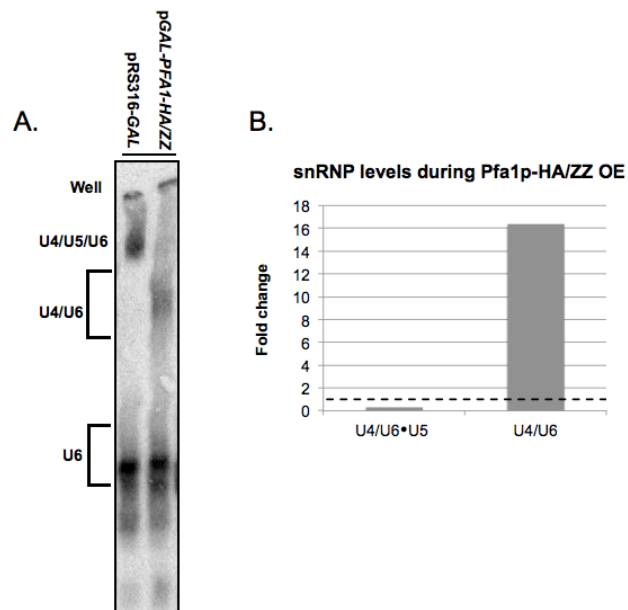 A.
pRS316-GAL
pGAL-PFA1-HA/ZZ
Well
U4/U5/U6
U4/U6
U6
B.
snRNP levels during Pfa1p-HA/ZZ OE
Fold change
18
16
14
12
10
8
6
4
2
0
U4/U6•U5
U4/U6